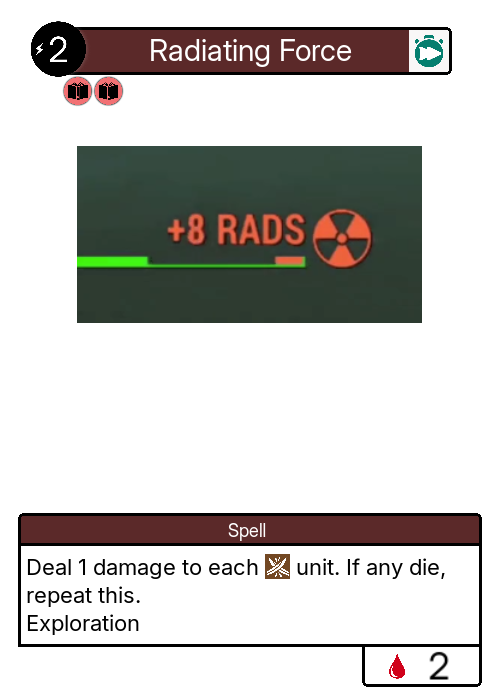 2
Radiating Force
+8 RADS
Spell
Deal 1 damage to each unit. If any die,
repeat this.
Exploration
2